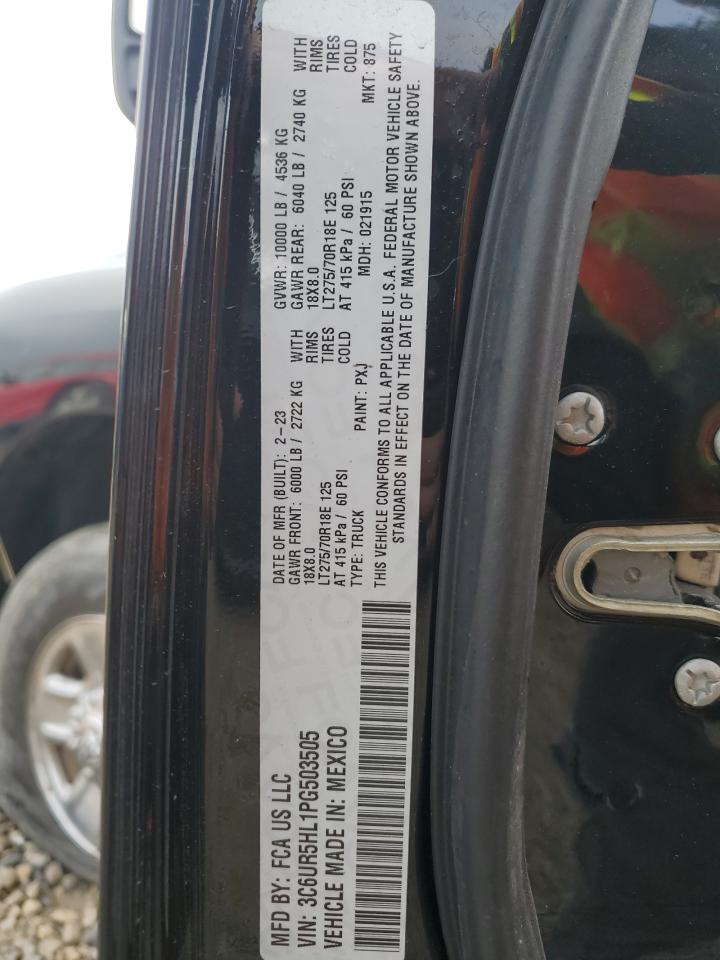 MFD BY: FCA US LLC
VIN: 3C6UR5HL1PG503505
VEHICLE MADE IN: MEXICO
DATE OF MFR (BUILT): 2-23
GAWR FRONT: 6000 LB / 2722 KG WITH
18X8.0 RIMS
LT275/70R18E 125 TIRES
AT 415 kPa / 60 PSI COLD
TYPE: TRUCK PAINT: PXJ
GVWR: 10000 LB / 4536 KG
GAWR REAR: 6040 LB / 2740 KG WITH
18X8.0 RIMS
LT275/70R18E 125 TIRES
AT 415 kPa / 60 PSI COLD
MDH: 021915 MKT: 875
THIS VEHICLE CONFORMS TO ALL APPLICABLE U.S.A. FEDERAL MOTOR VEHICLE SAFETY
STANDARDS IN EFFECT ON THE DATE OF MANUFACTURE SHOWN ABOVE.